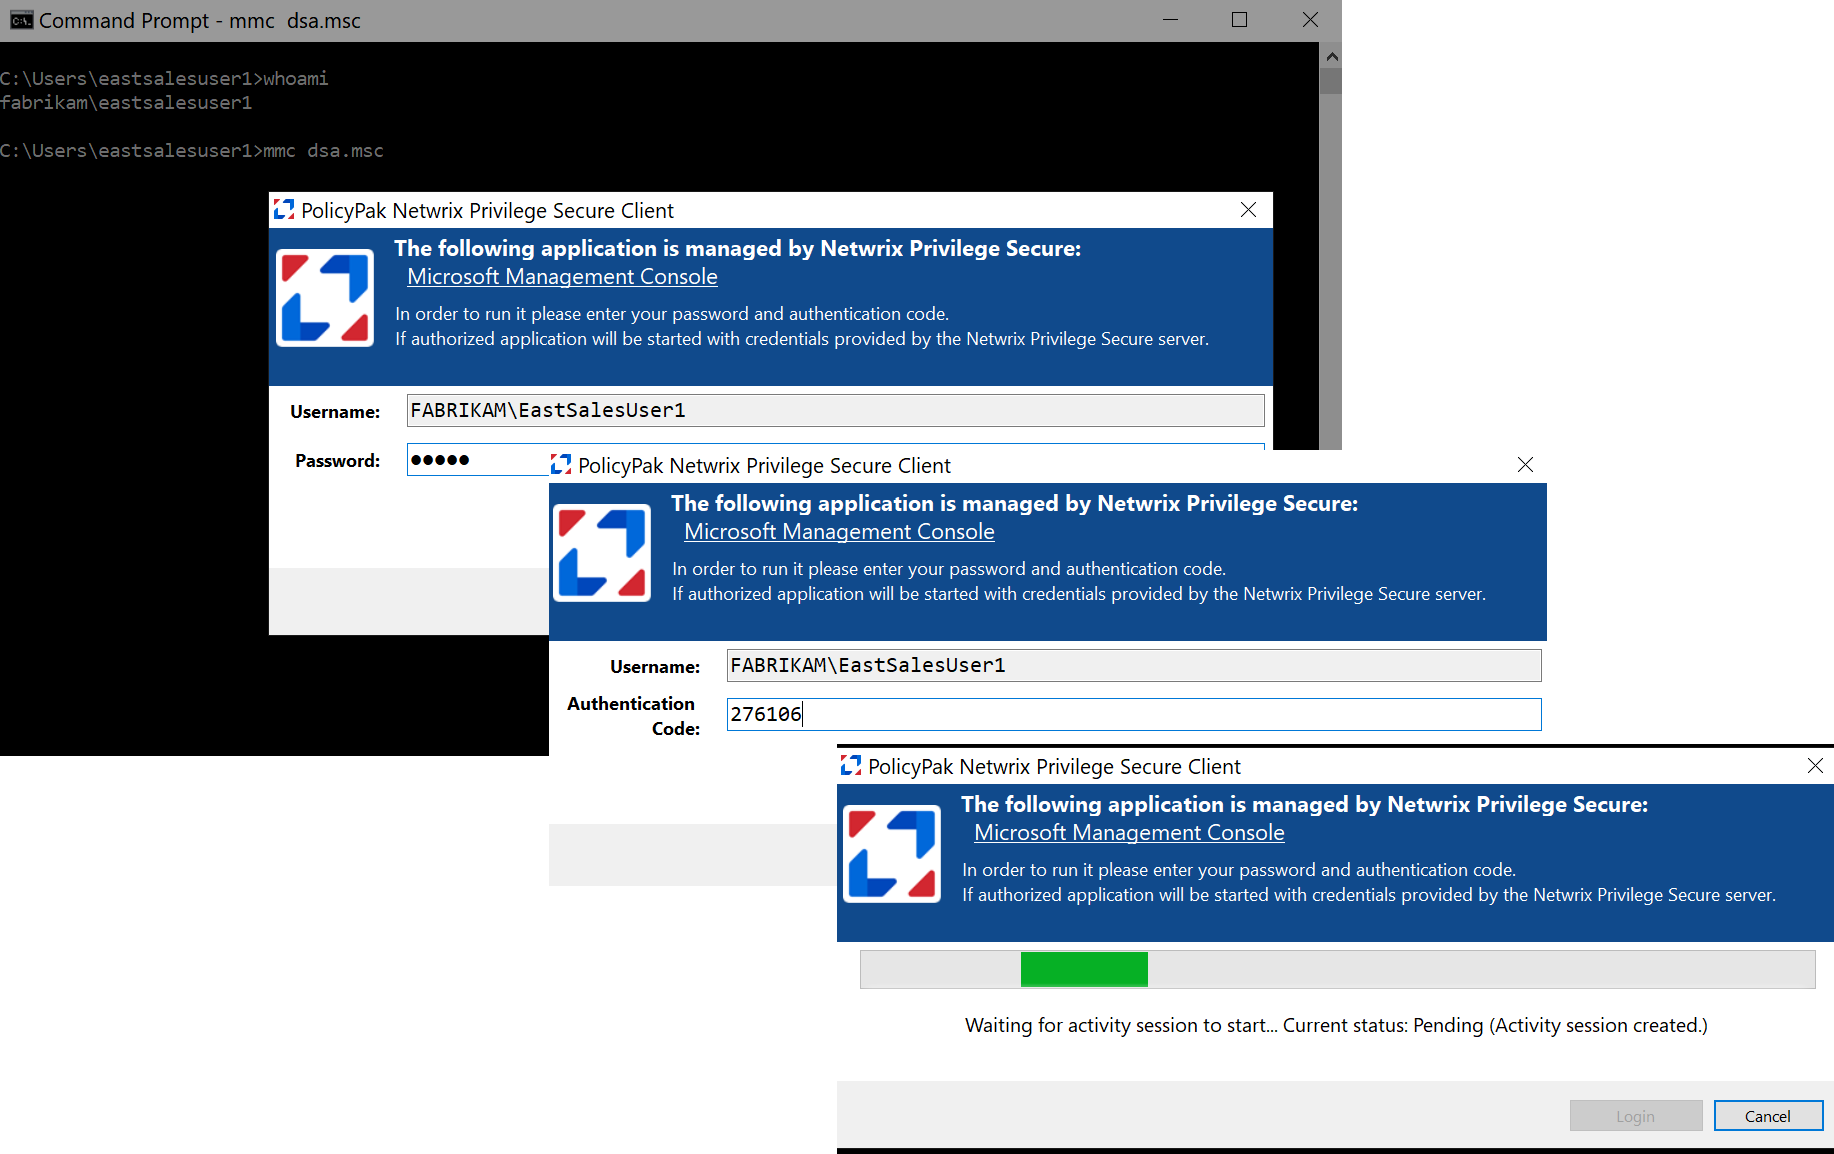 Command Prompt - mmc  dsa.msc
C:\Users\eastsalesuser1>whoami
fabrikam\eastsalesuser1
C:\Users\eastsalesuser1>mmc dsa.msc
PolicyPak Netwrix Privilege Secure Client
The following application is managed by Netwrix Privilege Secure:
Microsoft Management Console
In order to run it please enter your password and authentication code.
If authorized application will be started with credentials provided by the Netwrix Privilege Secure server.
Username: FABRIKAM\EastSalesUser1
Password: ●●●●●
PolicyPak Netwrix Privilege Secure Client
The following application is managed by Netwrix Privilege Secure:
Microsoft Management Console
In order to run it please enter your password and authentication code.
If authorized application will be started with credentials provided by the Netwrix Privilege Secure server.
Username: FABRIKAM\EastSalesUser1
Authentication
Code: 276106
PolicyPak Netwrix Privilege Secure Client
The following application is managed by Netwrix Privilege Secure:
Microsoft Management Console
In order to run it please enter your password and authentication code.
If authorized application will be started with credentials provided by the Netwrix Privilege Secure server.
Waiting for activity session to start... Current status: Pending (Activity session created.)
Login Cancel